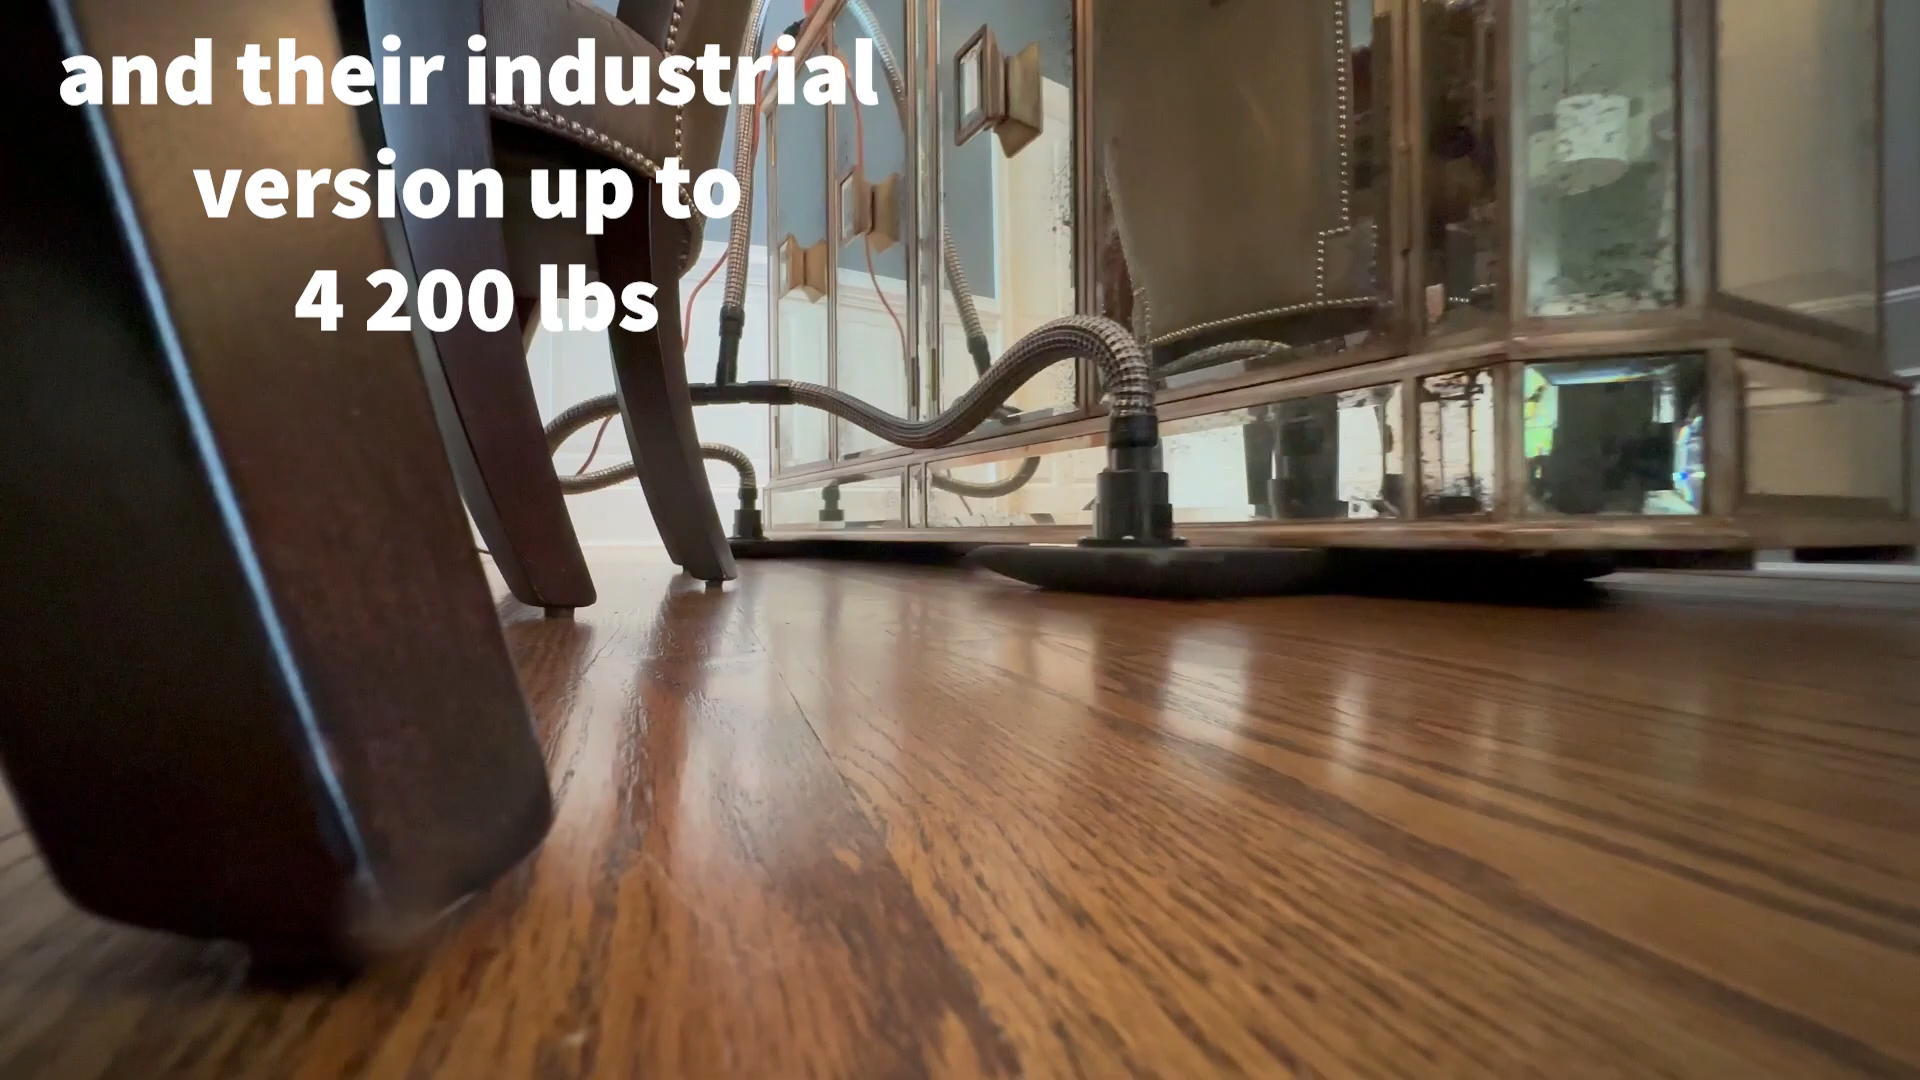 and their industrial
version up to
4 200 lbs